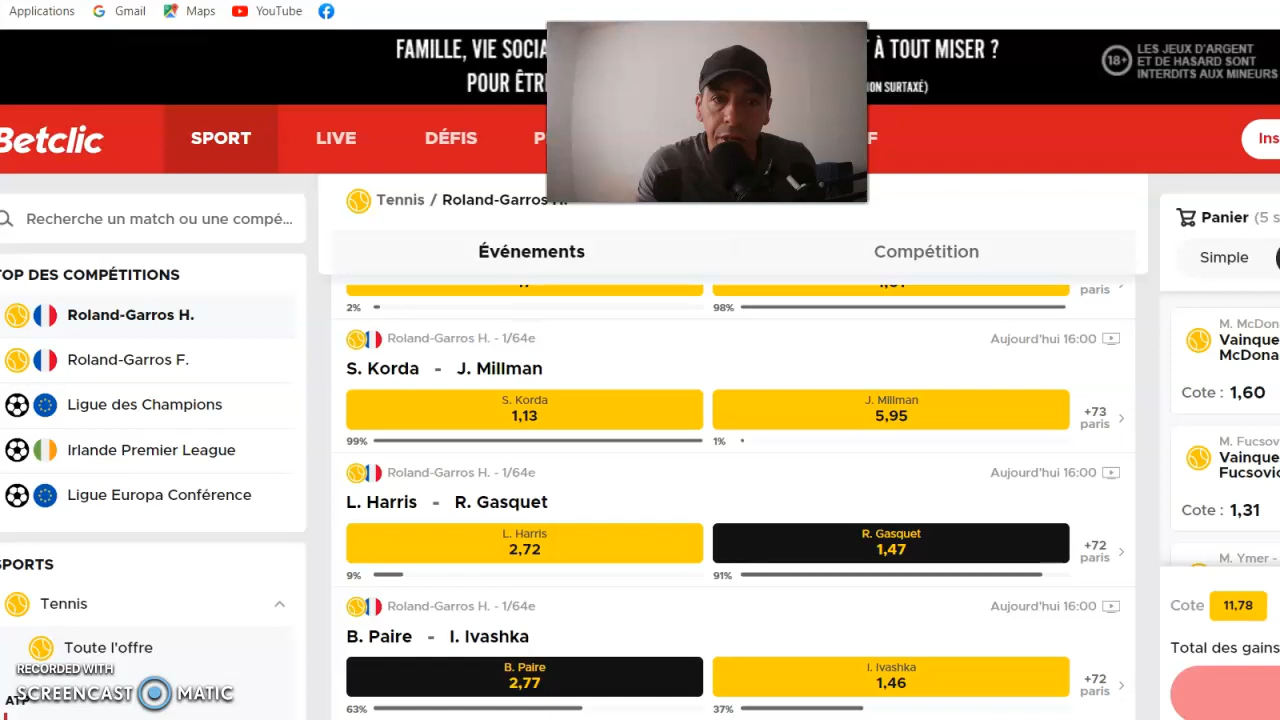 Applications Gmail Maps YouTube
FAMILLE, VIE SOCIA À TOUT MISER ?
POUR ÊTR ON SURTAXÉ)
18+ LES JEUX D'ARGENT
ET DE HASARD SONT
INTERDITS AUX MINEURS
Betclic SPORT LIVE DÉFIS P F Ins
Recherche un match ou une compé...
Tennis / Roland-Garros H.
Événements Compétition
Panier (5 s
Simple
TOP DES COMPÉTITIONS
Roland-Garros H.
Roland-Garros F.
Ligue des Champions
Irlande Premier League
Ligue Europa Conférence
SPORTS
Tennis
Toute l'offre
RECORDED WITH
SCREENCAST MATIC
paris
2% 98%
Roland-Garros H. - 1/64e Aujourd'hui 16:00
S. Korda - J. Millman
S. Korda J. Millman
1,13 5,95
+73
paris
99% 1%
Roland-Garros H. - 1/64e Aujourd'hui 16:00
L. Harris - R. Gasquet
L. Harris R. Gasquet
2,72 1,47
+72
paris
9% 91%
Roland-Garros H. - 1/64e Aujourd'hui 16:00
B. Paire - I. Ivashka
B. Paire I. Ivashka
2,77 1,46
+72
paris
63% 37%
M. McDon
Vainque
McDona
Cote : 1,60
M. Fucsov
Vainque
Fucsovic
Cote : 1,31
M. Ymer -
Cote 11,78
Total des gains